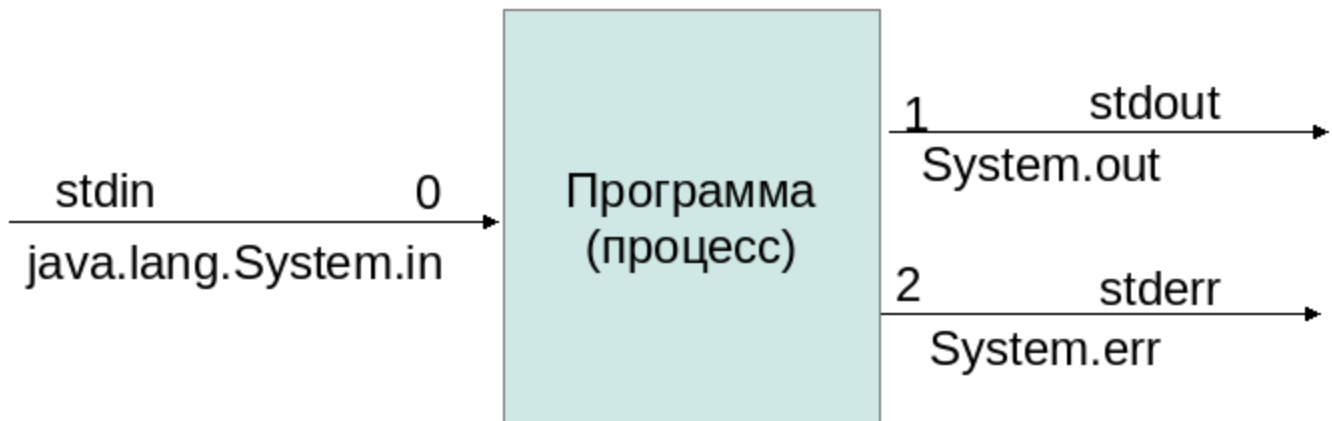 stdin 0
java.lang.System.in
Программа
(процесс)
1 stdout
System.out
2 stderr
System.err